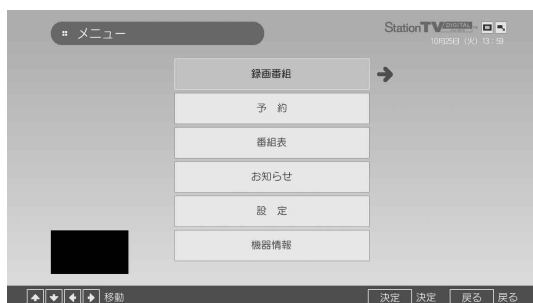 メニュー
StationTV DIGITAL
10月25日（火）13：59
録画番組
予 約
番組表
お知らせ
設 定
機器情報
移動
決定 決定 戻る 戻る